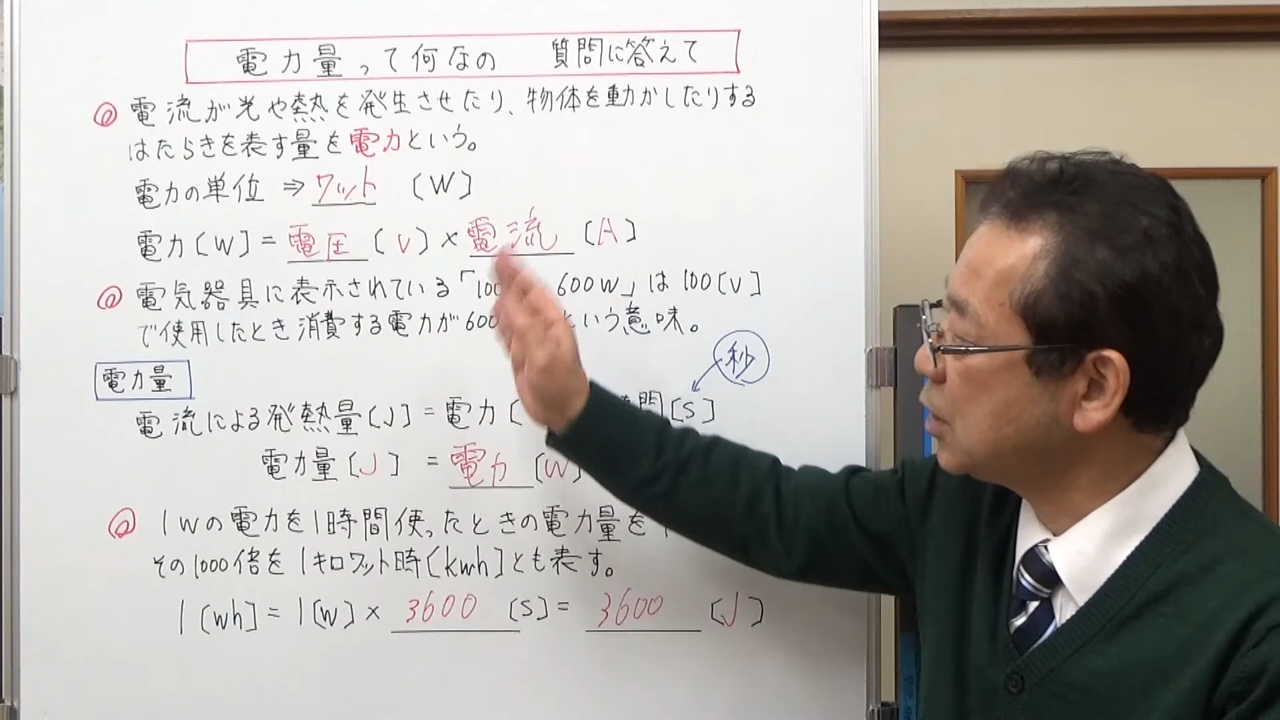 電力量って何なの 質問に答えて
◎ 電流が光や熱を発生させたり、物体を動かしたりする
はたらきを表す量を電力という。
電力の単位 ⇒ ワット [W]
電力[W] = 電圧[V] × 電流[A]
◎ 電気器具に表示されている「100 600W」は100[V]
で使用したとき消費する電力が600 いう意味。
秒
電力量
電流による発熱量[J] = 電力[ 時間[S]
電力量[J] = 電力[W]
◎ 1Wの電力を1時間使ったときの電力量を
その1000倍を1キロワット時[kwh]とも表す。
1[wh] = 1[W] × 3600 [S] = 3600 [J]